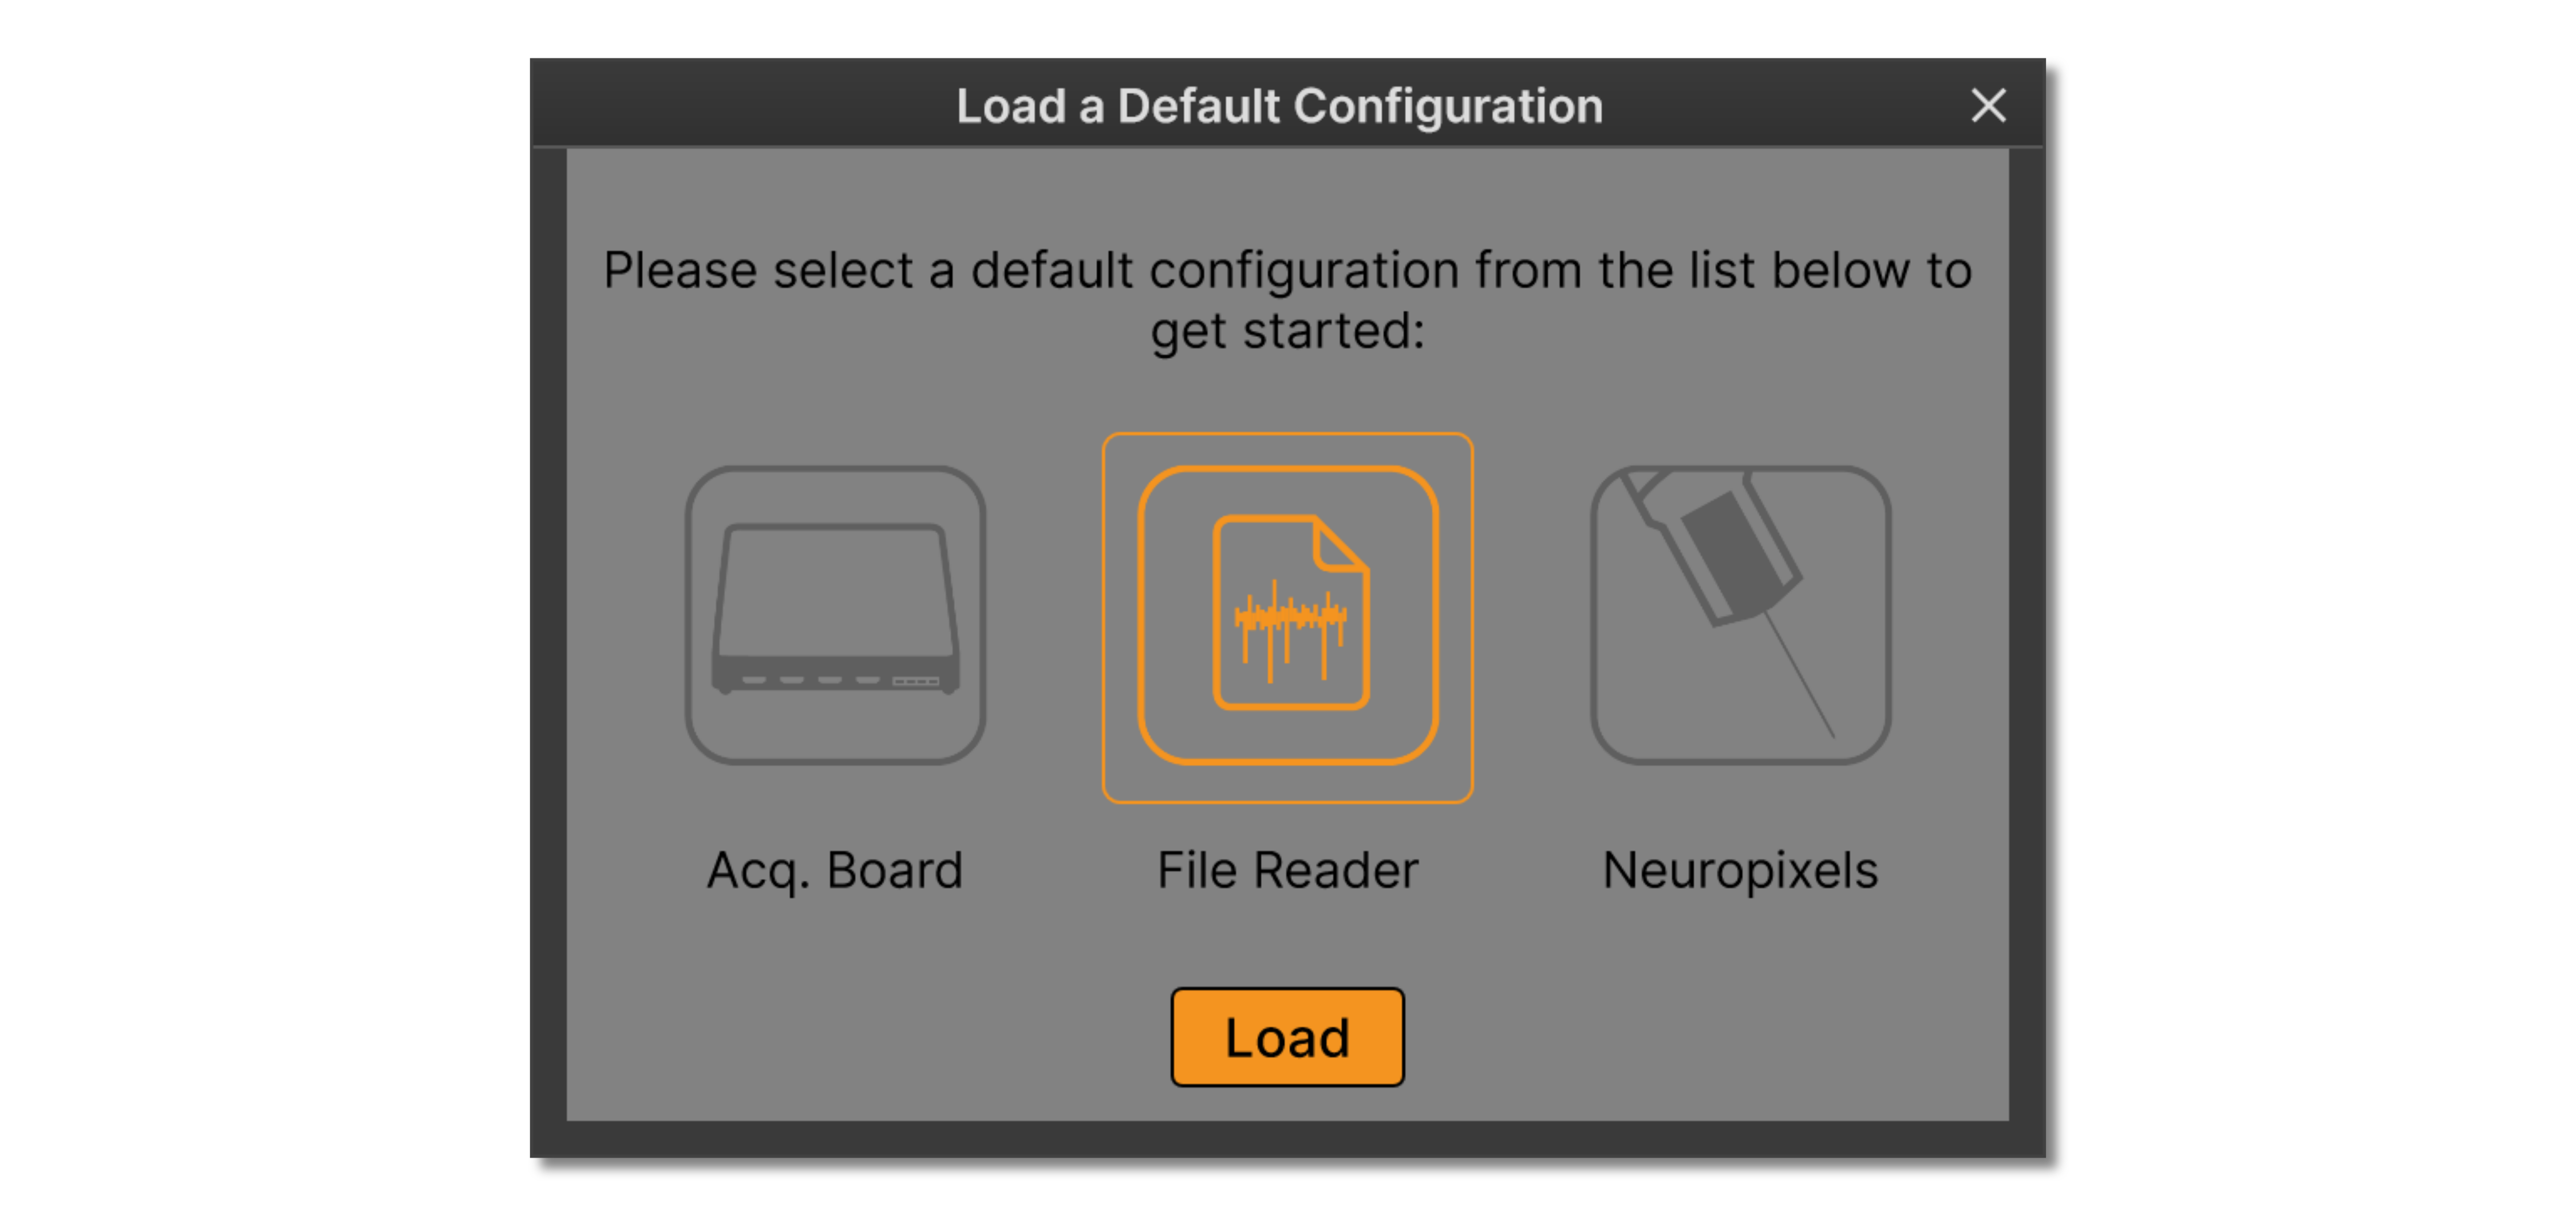 Load a Default Configuration
Please select a default configuration from the list below to
get started:
Acq. Board
File Reader
Neuropixels
Load